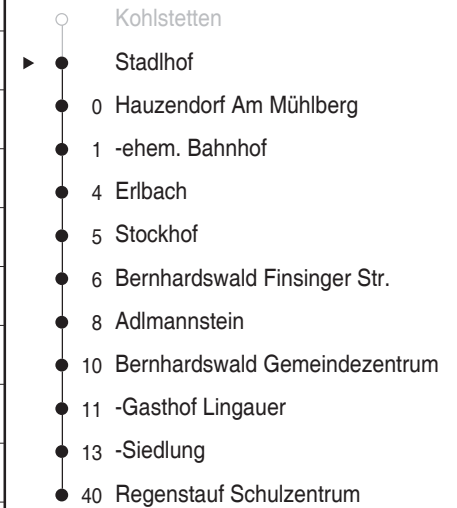 Kohlstetten
Stadlhof
0 Hauzendorf Am Mühlberg
1 -ehem. Bahnhof
4 Erlbach
5 Stockhof
6 Bernhardswald Finsinger Str.
8 Adlmannstein
10 Bernhardswald Gemeindezentrum
11 -Gasthof Lingauer
13 -Siedlung
40 Regenstauf Schulzentrum